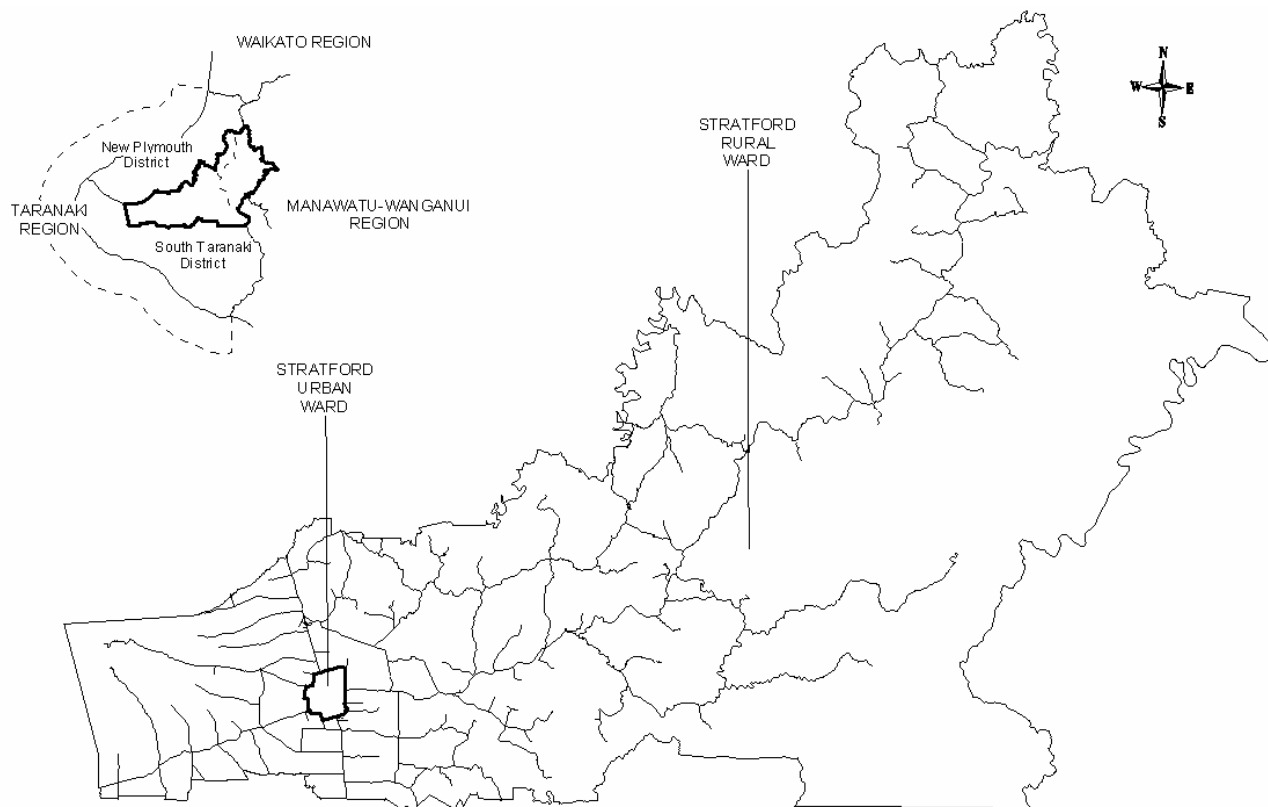 WAIKATO REGION
New Plymouth
District
TARANAKI
REGION
MANAWATU-WANGANUI
REGION
South Taranaki
District
STRATFORD
URBAN
WARD
STRATFORD
RURAL
WARD
N
W E
S